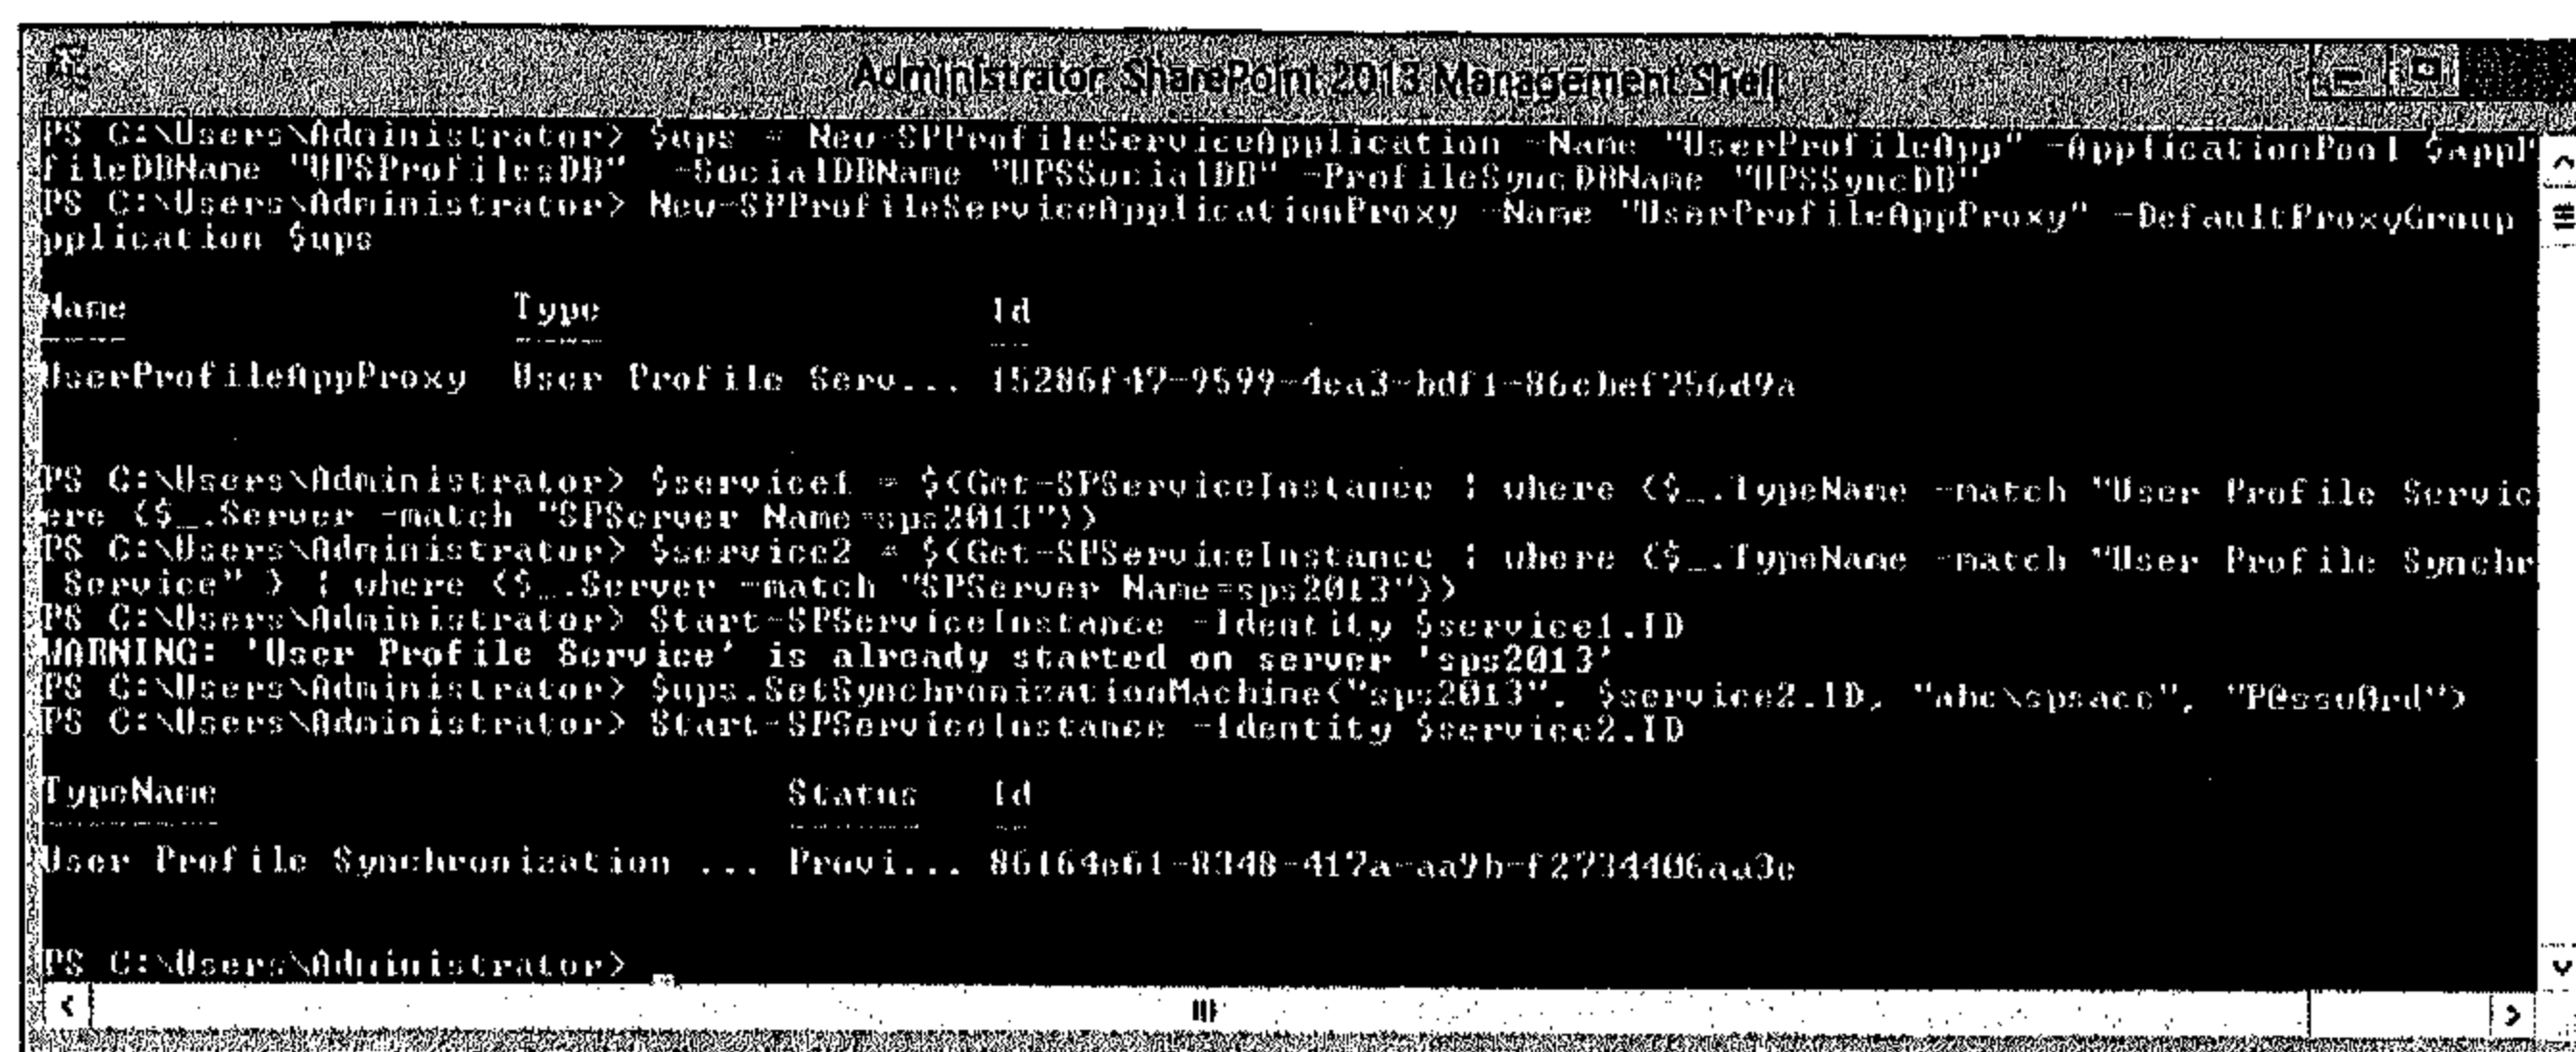 Administrator: SharePoint 2013 Management Shell
PS C:\Users\Administrator> $ups = New-SPProfileServiceApplication -Name "UserProfileApp" -ApplicationPool $appP
fileDBName "UPSProfilesDB"  -SocialDBName "UPSSocialDB" -ProfileSyncDBName "UPSSyncDB"
PS C:\Users\Administrator> New-SPProfileServiceApplicationProxy -Name "UserProfileAppProxy" -DefaultProxyGroup
pplication $ups
Name Type Id
UserProfileAppProxy User Profile Serv... 15286f47-9599-4ea3-bdf1-86cbef256d9a
PS C:\Users\Administrator> $service1 = $(Get-SPServiceInstance | where {$_.TypeName -match "User Profile Servic
ere {$_.Server -match "SPServer Name=sps2013"})
PS C:\Users\Administrator> $service2 = $(Get-SPServiceInstance | where {$_.TypeName -match "User Profile Synchr
Service" } | where {$_.Server -match "SPServer Name=sps2013"})
PS C:\Users\Administrator> Start-SPServiceInstance -Identity $service1.ID
WARNING: 'User Profile Service' is already started on server 'sps2013'
PS C:\Users\Administrator> $ups.SetSynchronizationMachine("sps2013", $service2.ID, "abc\spsacc", "P@ssw0rd")
PS C:\Users\Administrator> Start-SPServiceInstance -Identity $service2.ID
TypeName Status Id
User Profile Synchronization ... Provi... 86164e61-8348-417a-aa9b-f2734406aa3e
PS C:\Users\Administrator> _